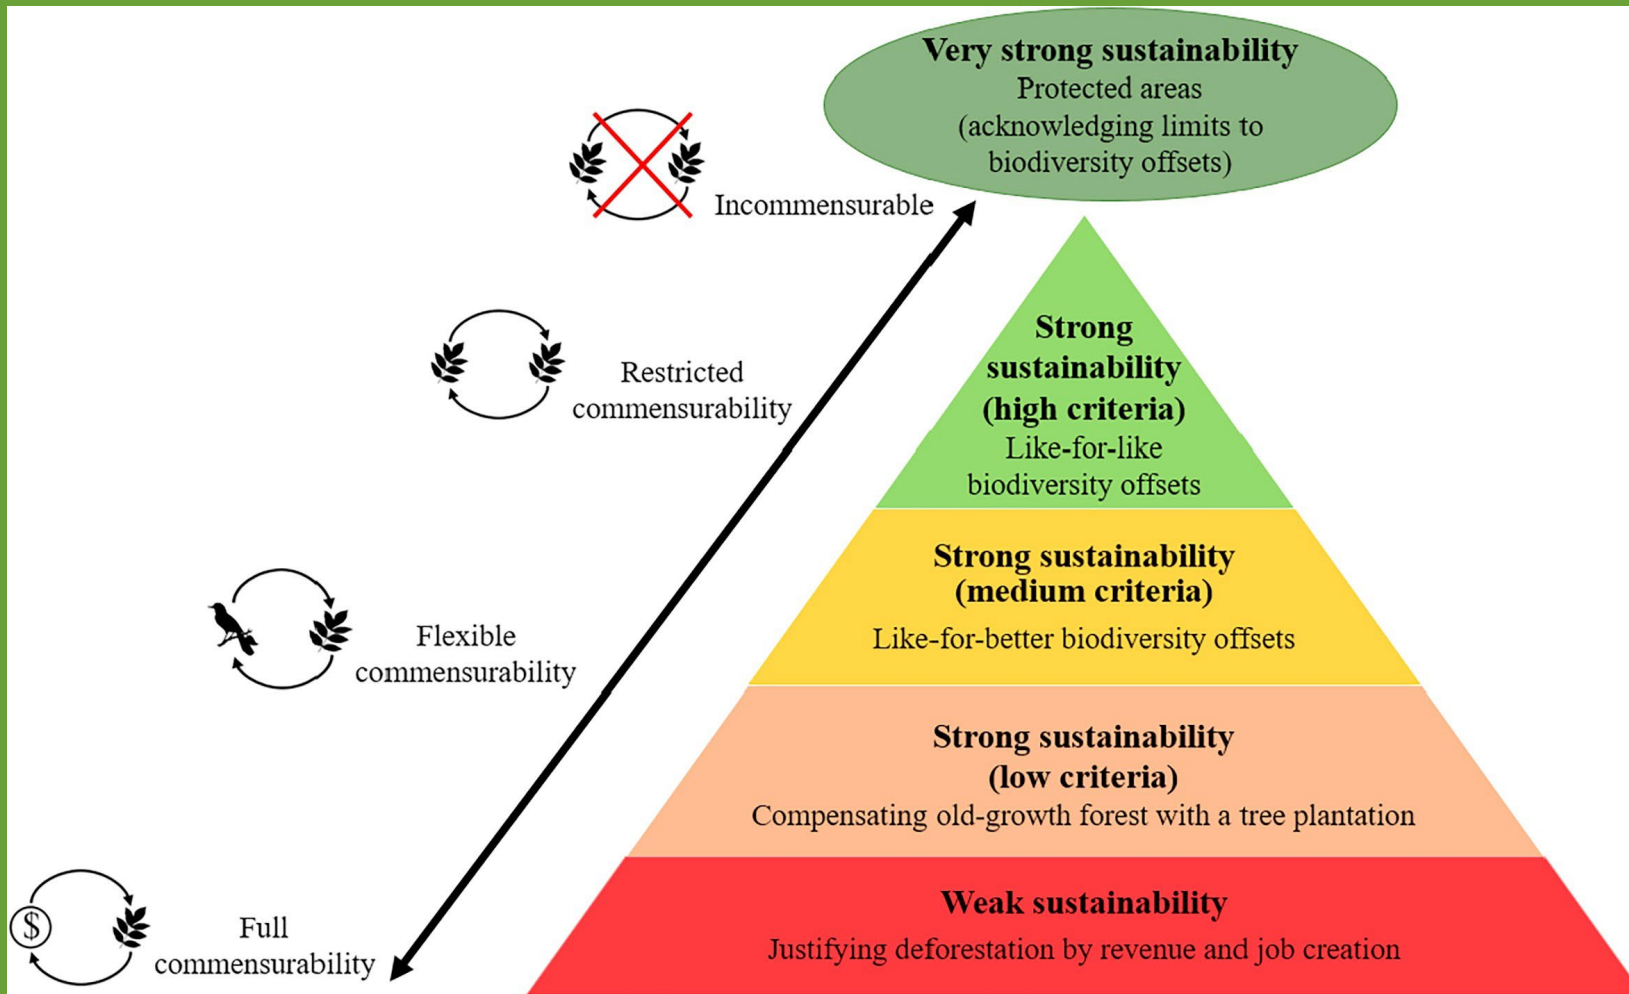 Very strong sustainability
Protected areas
(acknowledging limits to
biodiversity offsets)
Incommensurable
Strong
sustainability
(high criteria)
Like-for-like
biodiversity offsets
Restricted
commensurability
Strong sustainability
(medium criteria)
Like-for-better biodiversity offsets
Flexible
commensurability
Strong sustainability
(low criteria)
Compensating old-growth forest with a tree plantation
Weak sustainability
Justifying deforestation by revenue and job creation
$
Full
commensurability